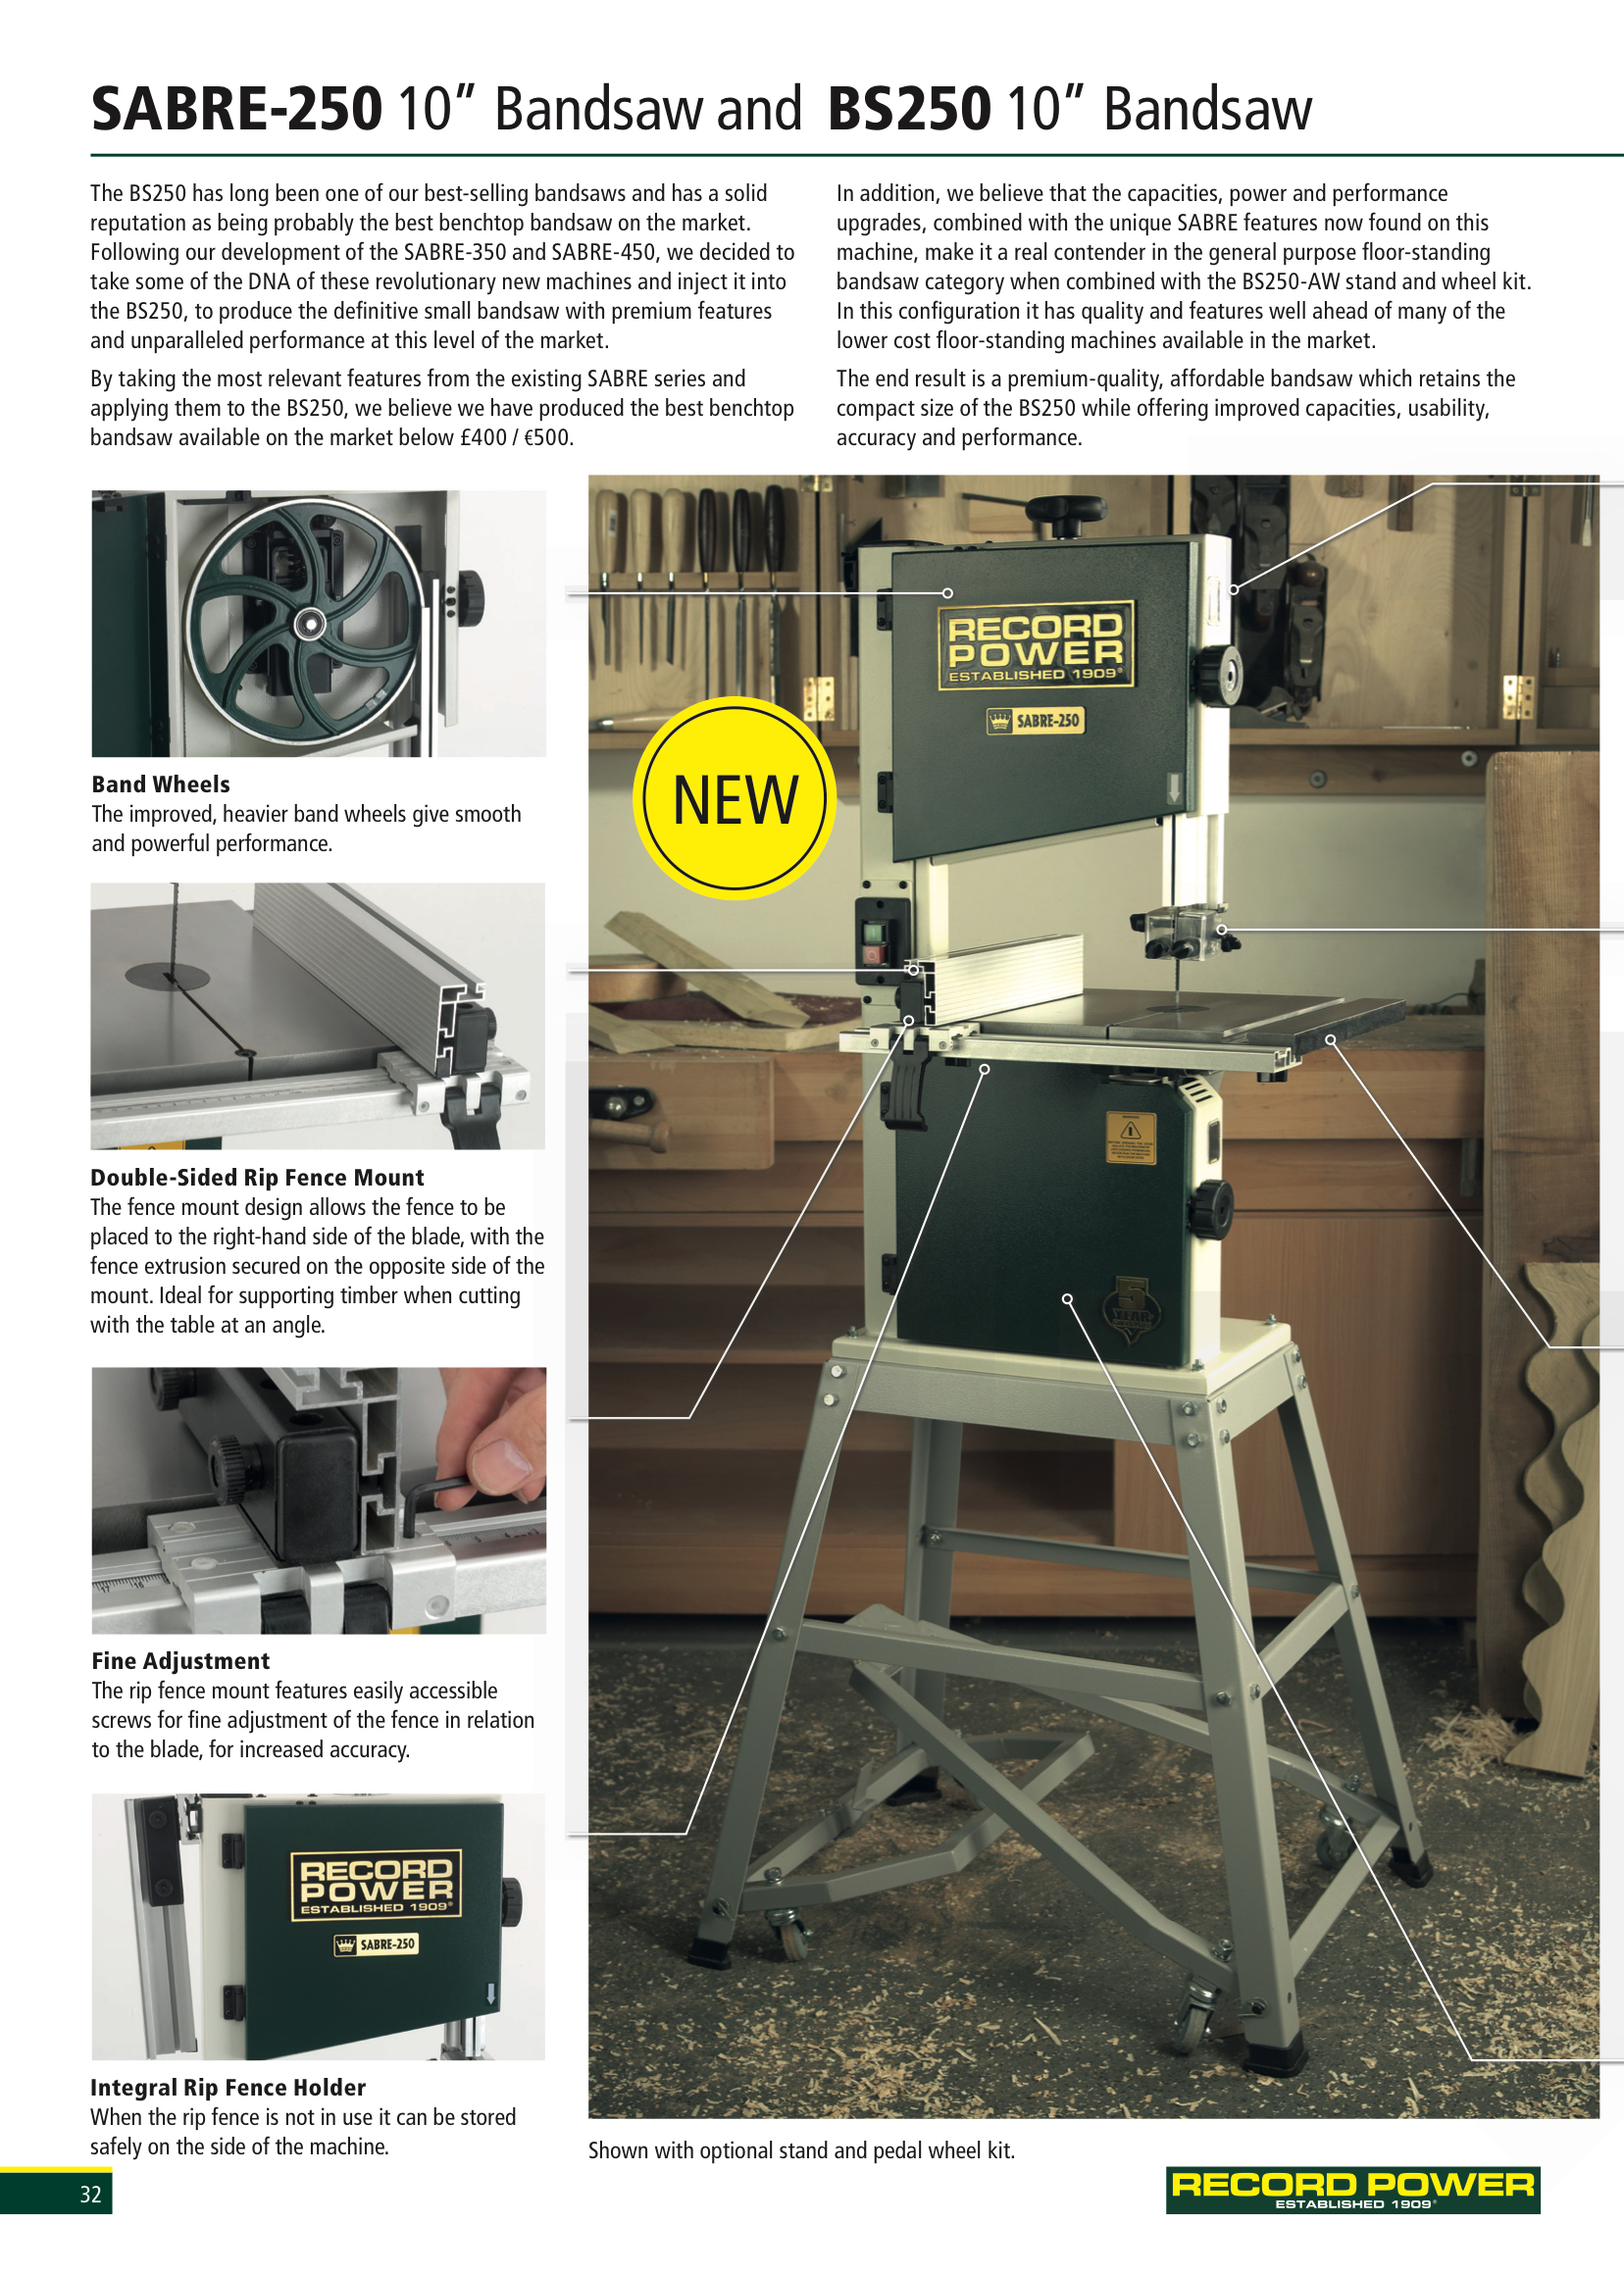 SABRE-250 10″ Bandsaw and BS250 10″ Bandsaw
The BS250 has long been one of our best-selling bandsaws and has a solid
reputation as being probably the best benchtop bandsaw on the market.
Following our development of the SABRE-350 and SABRE-450, we decided to
take some of the DNA of these revolutionary new machines and inject it into
the BS250, to produce the definitive small bandsaw with premium features
and unparalleled performance at this level of the market.
By taking the most relevant features from the existing SABRE series and
applying them to the BS250, we believe we have produced the best benchtop
bandsaw available on the market below £400 / €500.
In addition, we believe that the capacities, power and performance
upgrades, combined with the unique SABRE features now found on this
machine, make it a real contender in the general purpose floor-standing
bandsaw category when combined with the BS250-AW stand and wheel kit.
In this configuration it has quality and features well ahead of many of the
lower cost floor-standing machines available in the market.
The end result is a premium-quality, affordable bandsaw which retains the
compact size of the BS250 while offering improved capacities, usability,
accuracy and performance.
Band Wheels
The improved, heavier band wheels give smooth
and powerful performance.
Double-Sided Rip Fence Mount
The fence mount design allows the fence to be
placed to the right-hand side of the blade, with the
fence extrusion secured on the opposite side of the
mount. Ideal for supporting timber when cutting
with the table at an angle.
Fine Adjustment
The rip fence mount features easily accessible
screws for fine adjustment of the fence in relation
to the blade, for increased accuracy.
RECORD
POWER
ESTABLISHED 1909®
SABRE-250
Integral Rip Fence Holder
When the rip fence is not in use it can be stored
safely on the side of the machine.
RECORD
POWER
ESTABLISHED 1909®
SABRE-250
NEW
5
YEAR
Shown with optional stand and pedal wheel kit.
32
RECORD POWER
ESTABLISHED 1909®